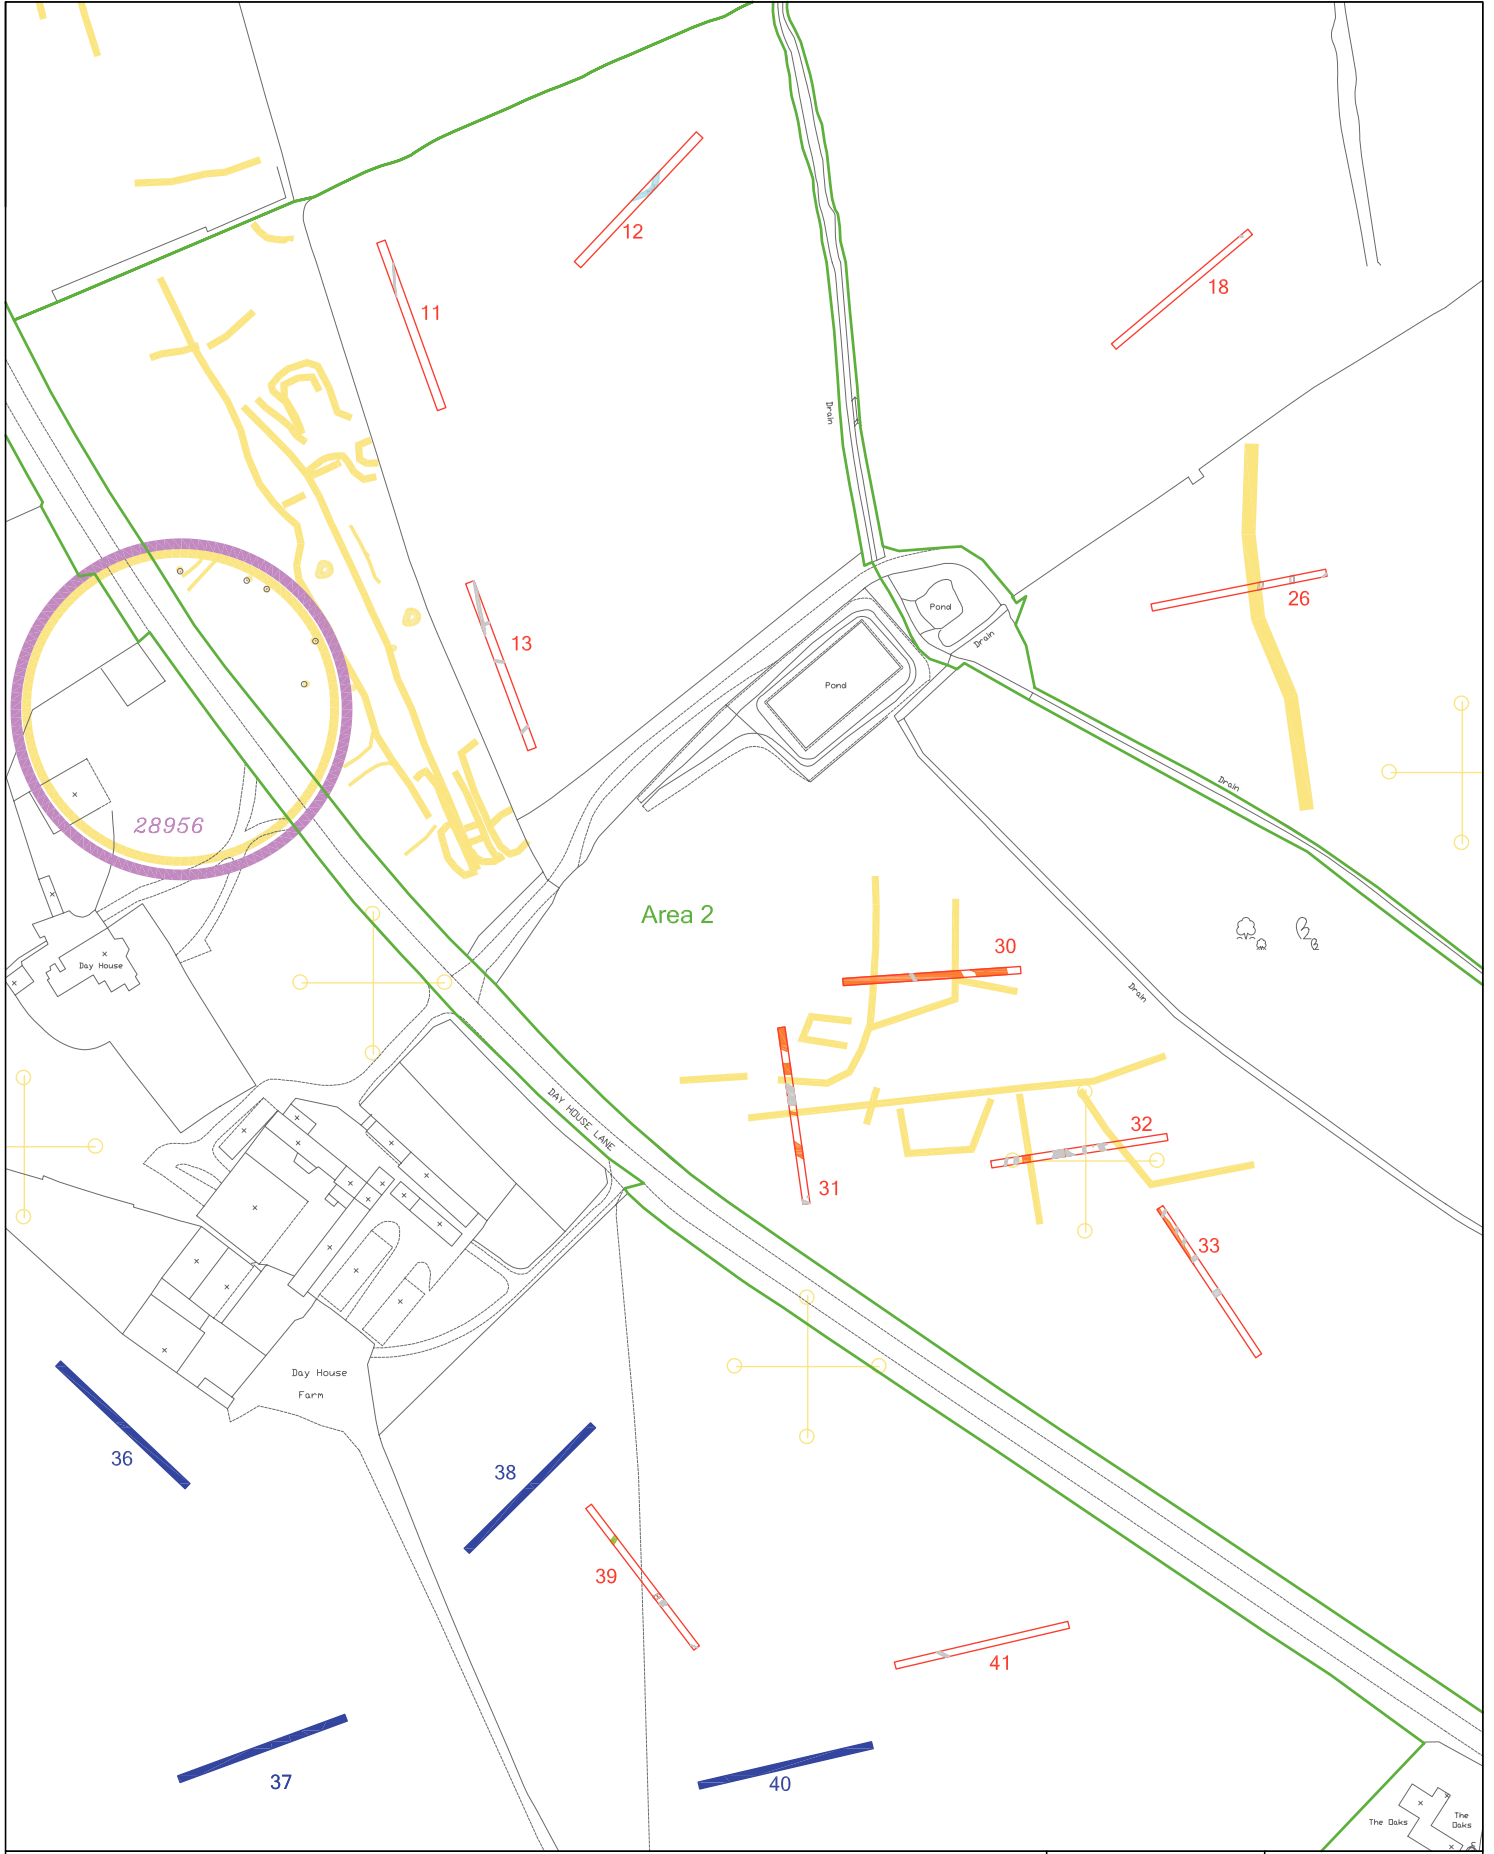 12
11
18
Drain
26
Pond
Drain
13
Pond
Drain
28956
Area 2
30
Day House
Drain
DAY HOUSE LANE
32
31
33
Day House
Farm
36
38
39
41
37
40
The Oaks
The
Oaks